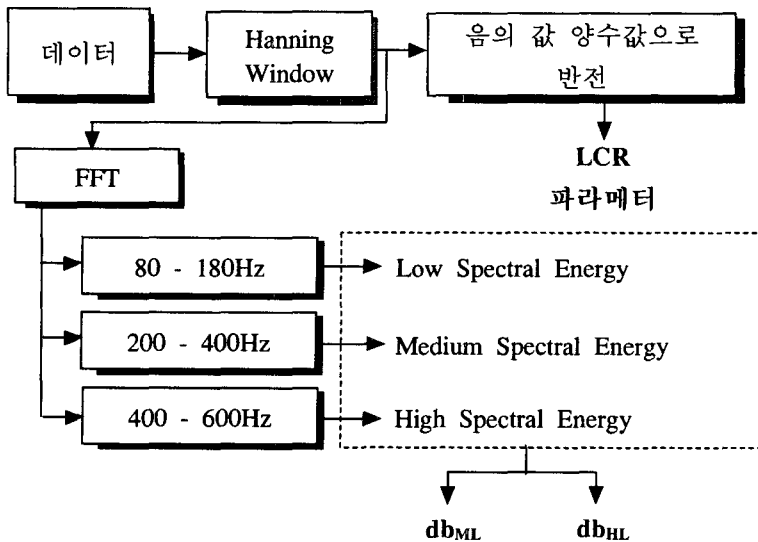 데이터
Hanning
Window
음의 값 양수값으로
반전
LCR
파라메터
FFT
80 - 180Hz
Low Spectral Energy
200 - 400Hz
Medium Spectral Energy
400 - 600Hz
High Spectral Energy
dbML
dbHL